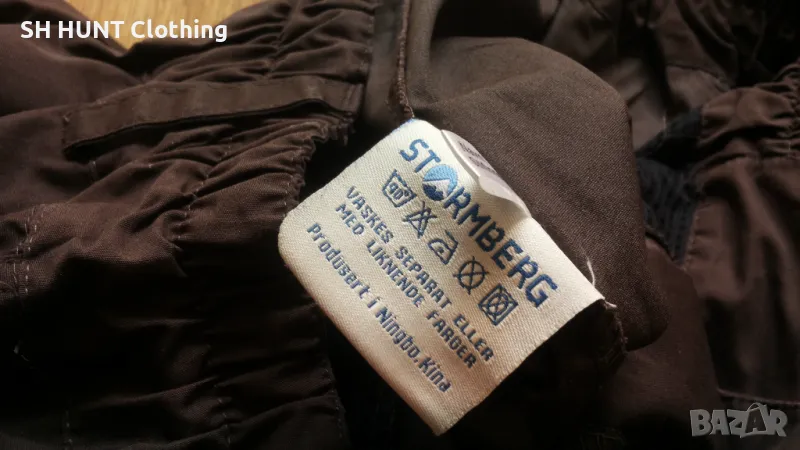 SH HUNT Clothing
STORMBERG
VASKES SEPARAT ELLER
MED LIKNENDE FARGER
Produsert i Ningbo, Kina
BAZAR